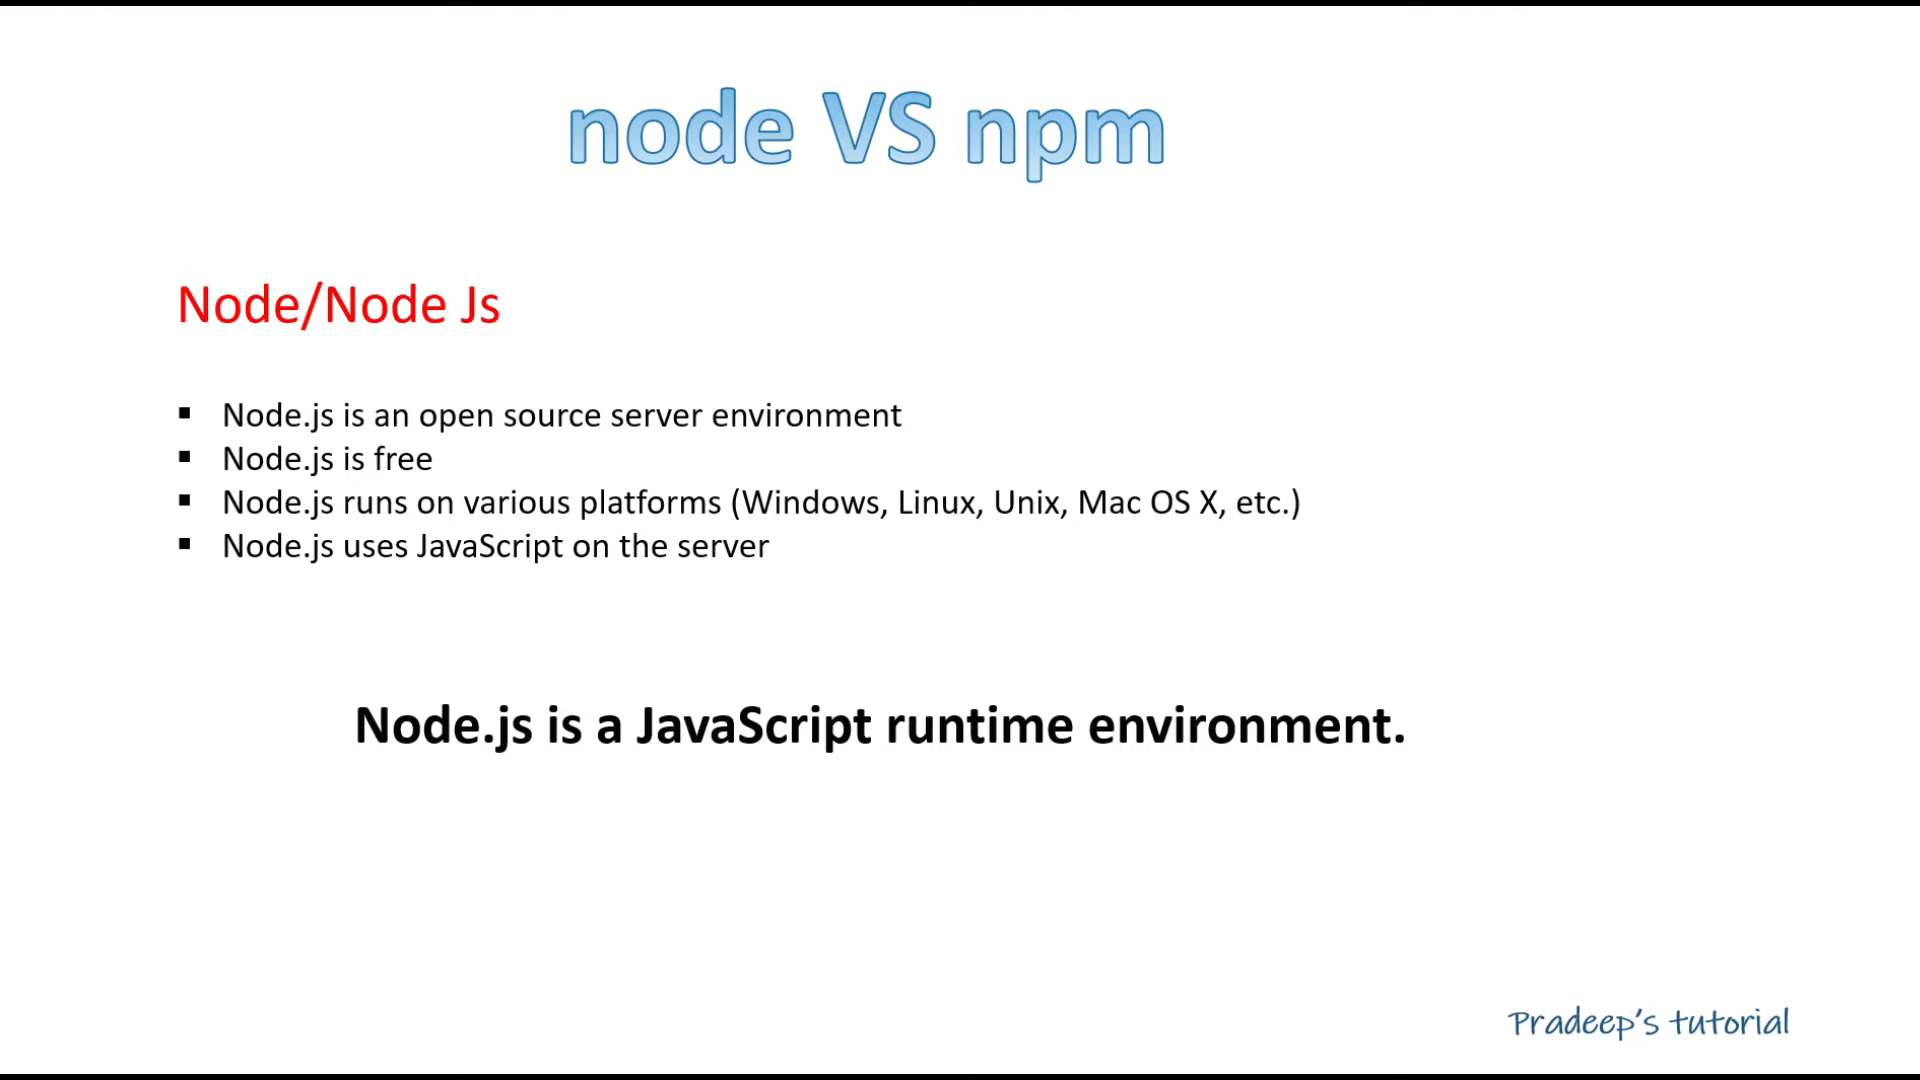 node VS npm
Node/Node Js
▪ Node.js is an open source server environment
▪ Node.js is free
▪ Node.js runs on various platforms (Windows, Linux, Unix, Mac OS X, etc.)
▪ Node.js uses JavaScript on the server
Node.js is a JavaScript runtime environment.
Pradeep's tutorial